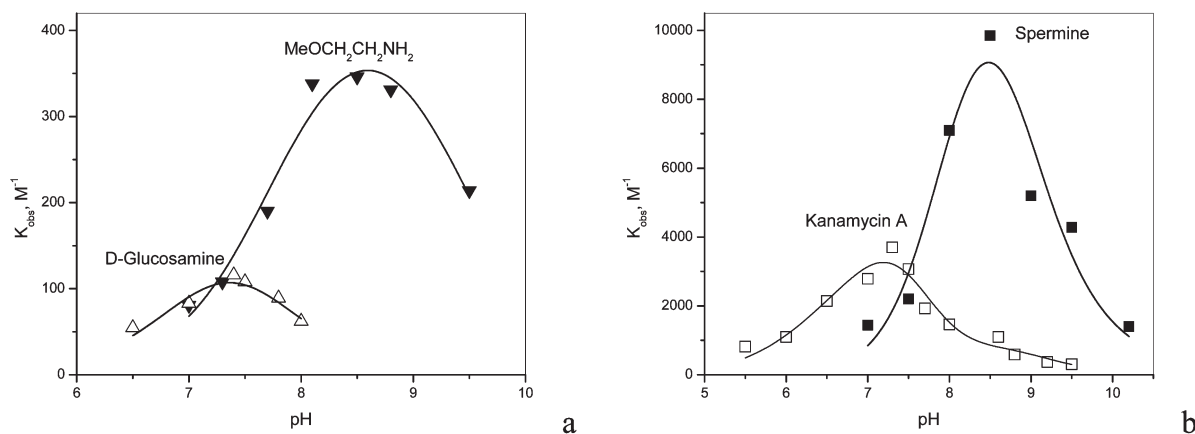 400
300
200
100
0
K_obs, M^-1
MeOCH₂CH₂NH₂
D-Glucosamine
6 7 8 9 10
pH
a
10000
8000
6000
4000
2000
0
K_obs, M^-1
Spermine
Kanamycin A
5 6 7 8 9 10
pH
b